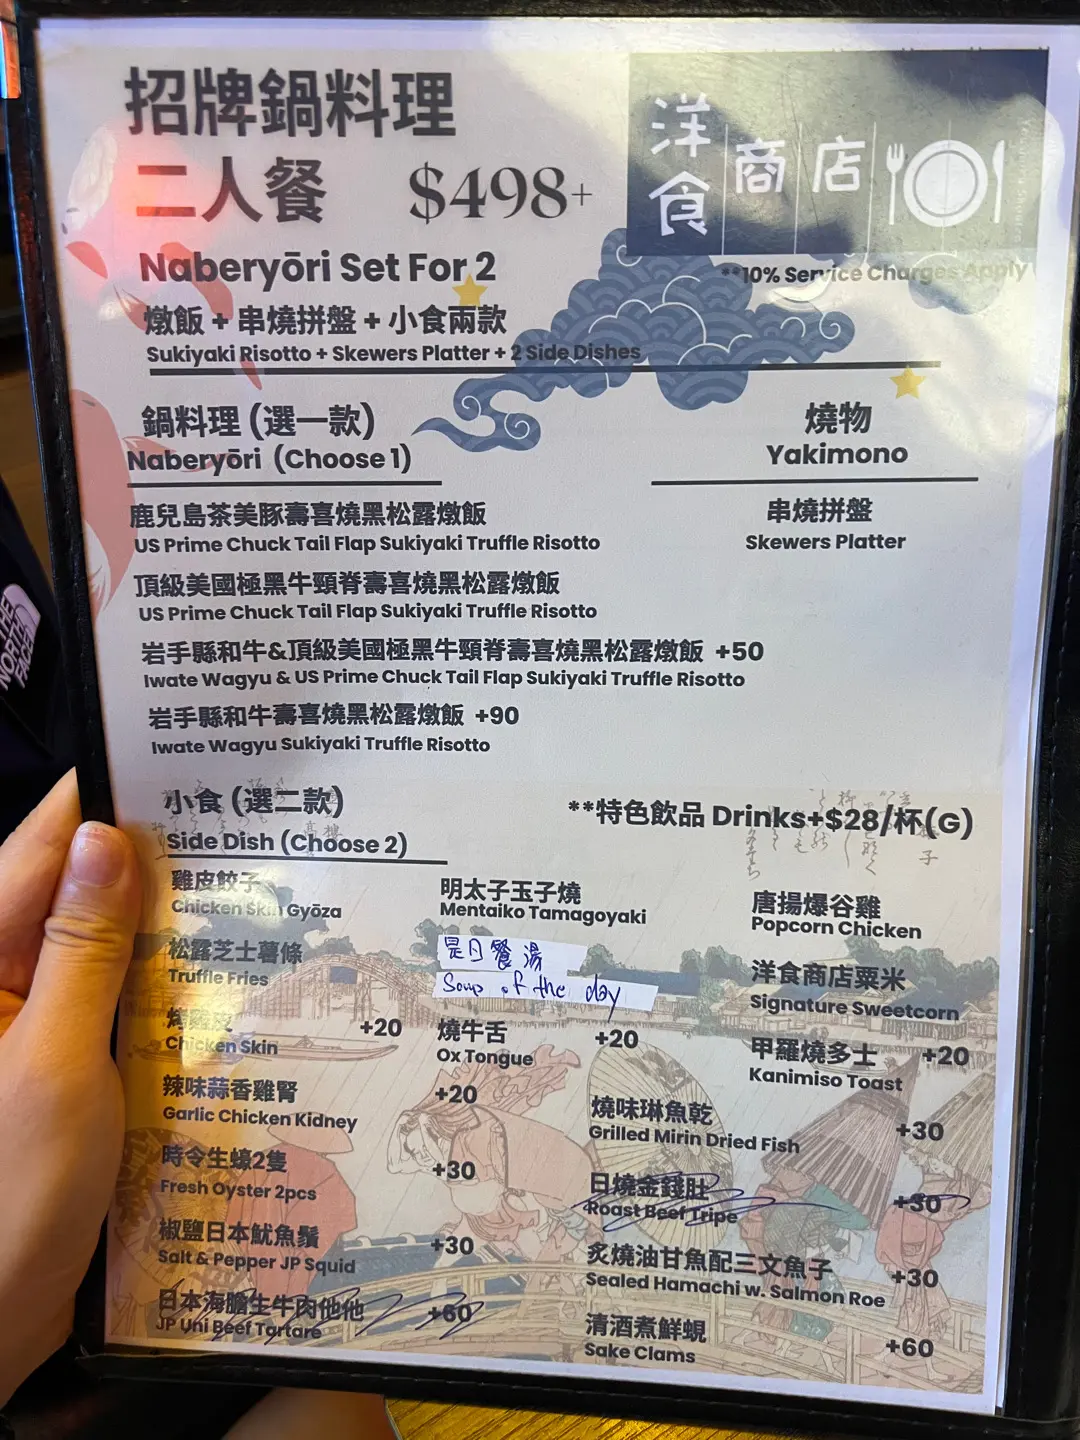 招牌鍋料理
二人餐 $498+
Naberyōri Set For 2
燉飯 + 串燒拼盤 + 小食兩款
Sukiyaki Risotto + Skewers Platter + 2 Side Dishes
洋食商店
**10% Service Charges Apply
鍋料理 (選一款)
Naberyōri (Choose 1)
鹿兒島茶美豚壽喜燒黑松露燉飯
US Prime Chuck Tail Flap Sukiyaki Truffle Risotto
頂級美國極黑牛頸脊壽喜燒黑松露燉飯
US Prime Chuck Tail Flap Sukiyaki Truffle Risotto
岩手縣和牛&頂級美國極黑牛頸脊壽喜燒黑松露燉飯 +50
Iwate Wagyu & US Prime Chuck Tail Flap Sukiyaki Truffle Risotto
岩手縣和牛壽喜燒黑松露燉飯 +90
Iwate Wagyu Sukiyaki Truffle Risotto
燒物
Yakimono
串燒拼盤
Skewers Platter
小食 (選二款)
Side Dish (Choose 2)
**特色飲品 Drinks+$28/杯(G)
雞皮餃子
Chicken Skin Gyōza
松露芝士薯條
Truffle Fries
烤雞皮 +20
Chicken Skin
辣味蒜香雞腎 +20
Garlic Chicken Kidney
時令生蠔2隻 +30
Fresh Oyster 2pcs
椒鹽日本魷魚鬚 +30
Salt & Pepper JP Squid
日本海膽生牛肉他他 +60
JP Uni Beef Tartare
明太子玉子燒
Mentaiko Tamagoyaki
是日餐湯
Soup of the day
燒牛舌 +20
Ox Tongue
唐揚爆谷雞
Popcorn Chicken
洋食商店粟米
Signature Sweetcorn
甲羅燒多士 +20
Kanimiso Toast
燒味琳魚乾 +30
Grilled Mirin Dried Fish
日燒金錢肚 +30
Roast Beef Tripe
炙燒油甘魚配三文魚子 +30
Sealed Hamachi w. Salmon Roe
清酒煮鮮蜆 +60
Sake Clams
THE
NORTH
FACE